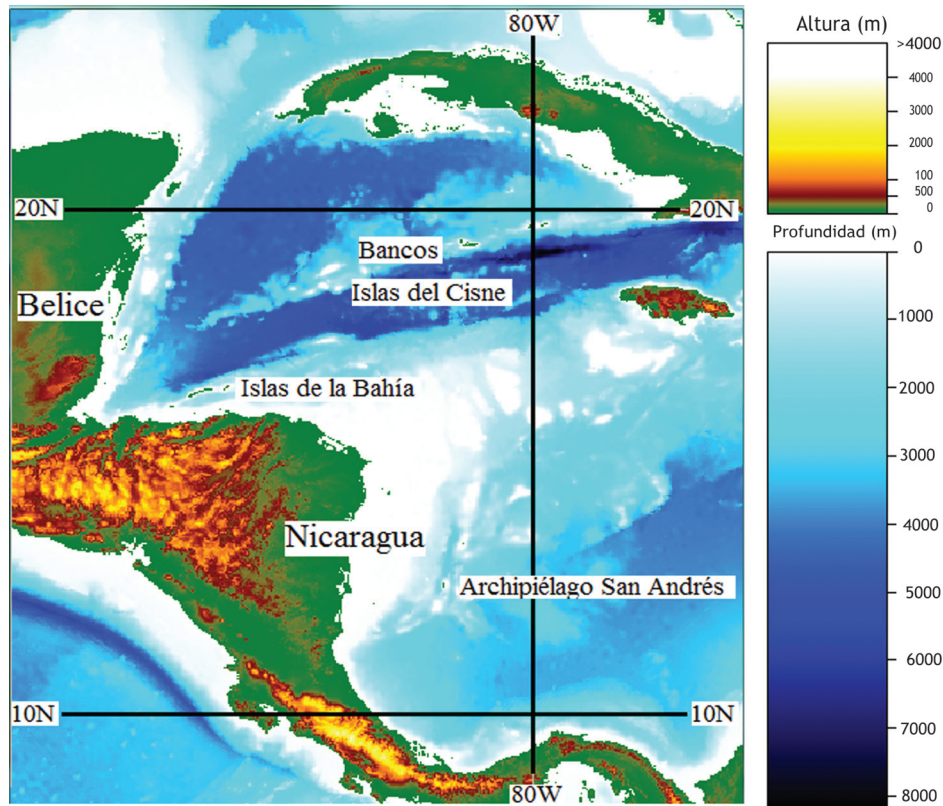 80W
20N
20N
Bancos
Islas del Cisne
Belice
Islas de la Bahía
Nicaragua
Archipiélago San Andrés
10N
10N
80W
Altura (m)
>4000
4000
3000
2000
1000
100
500
0
Profundidad (m)
0
1000
2000
3000
4000
5000
6000
7000
8000